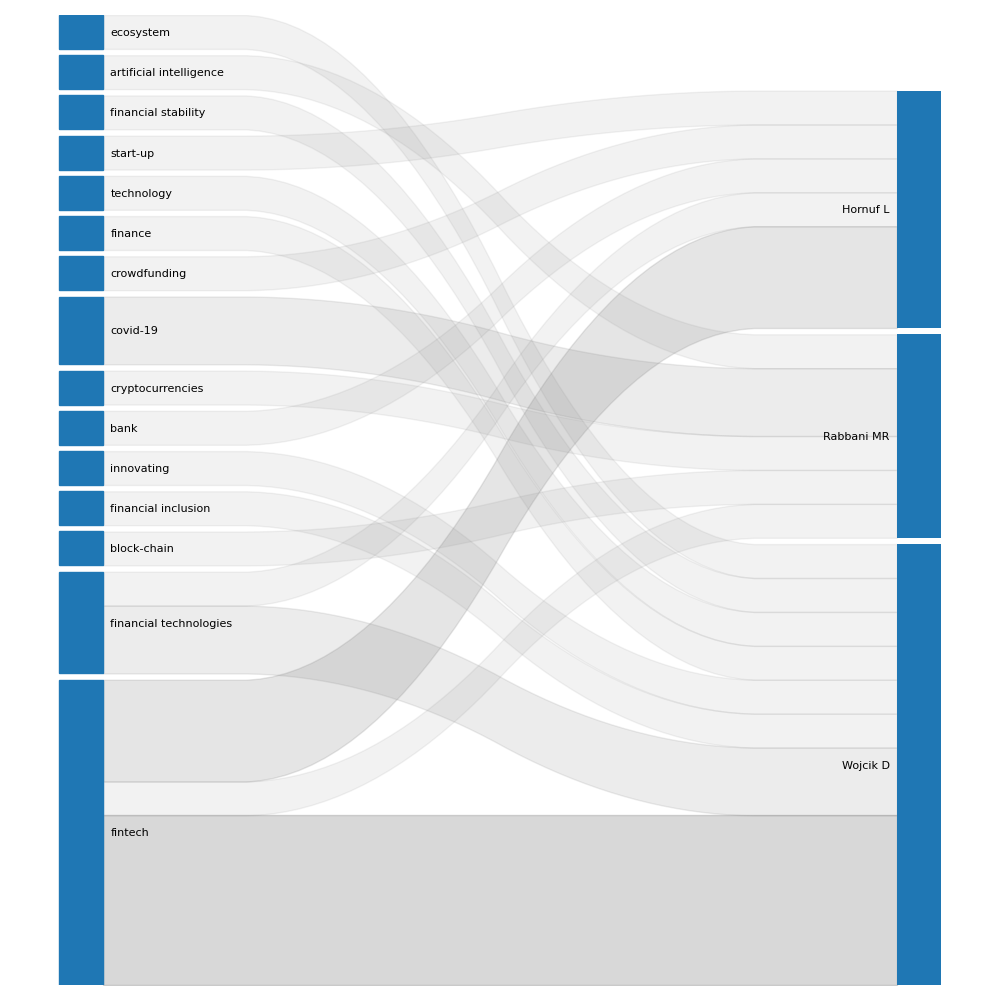 ecosystem
artificial intelligence
financial stability
start-up
technology
finance
crowdfunding
covid-19
cryptocurrencies
bank
innovating
financial inclusion
block-chain
financial technologies
fintech
Hornuf L
Rabbani MR
Wojcik D